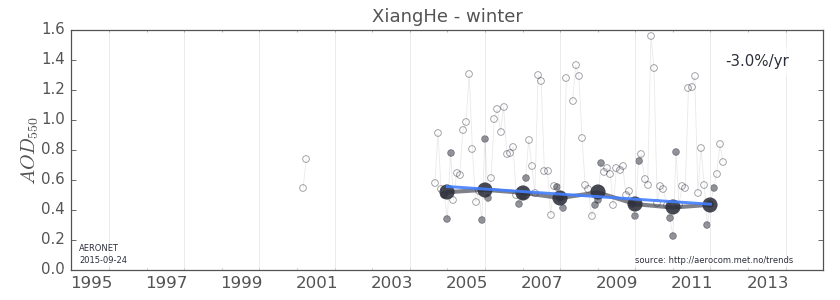 XiangHe - winter
1.6
1.4
1.2
1.0
0.8
0.6
0.4
0.2
0.0
AOD550
-3.0%/yr
AERONET
2015-09-24
source: http://aerocom.met.no/trends
1995 1997 1999 2001 2003 2005 2007 2009 2011 2013